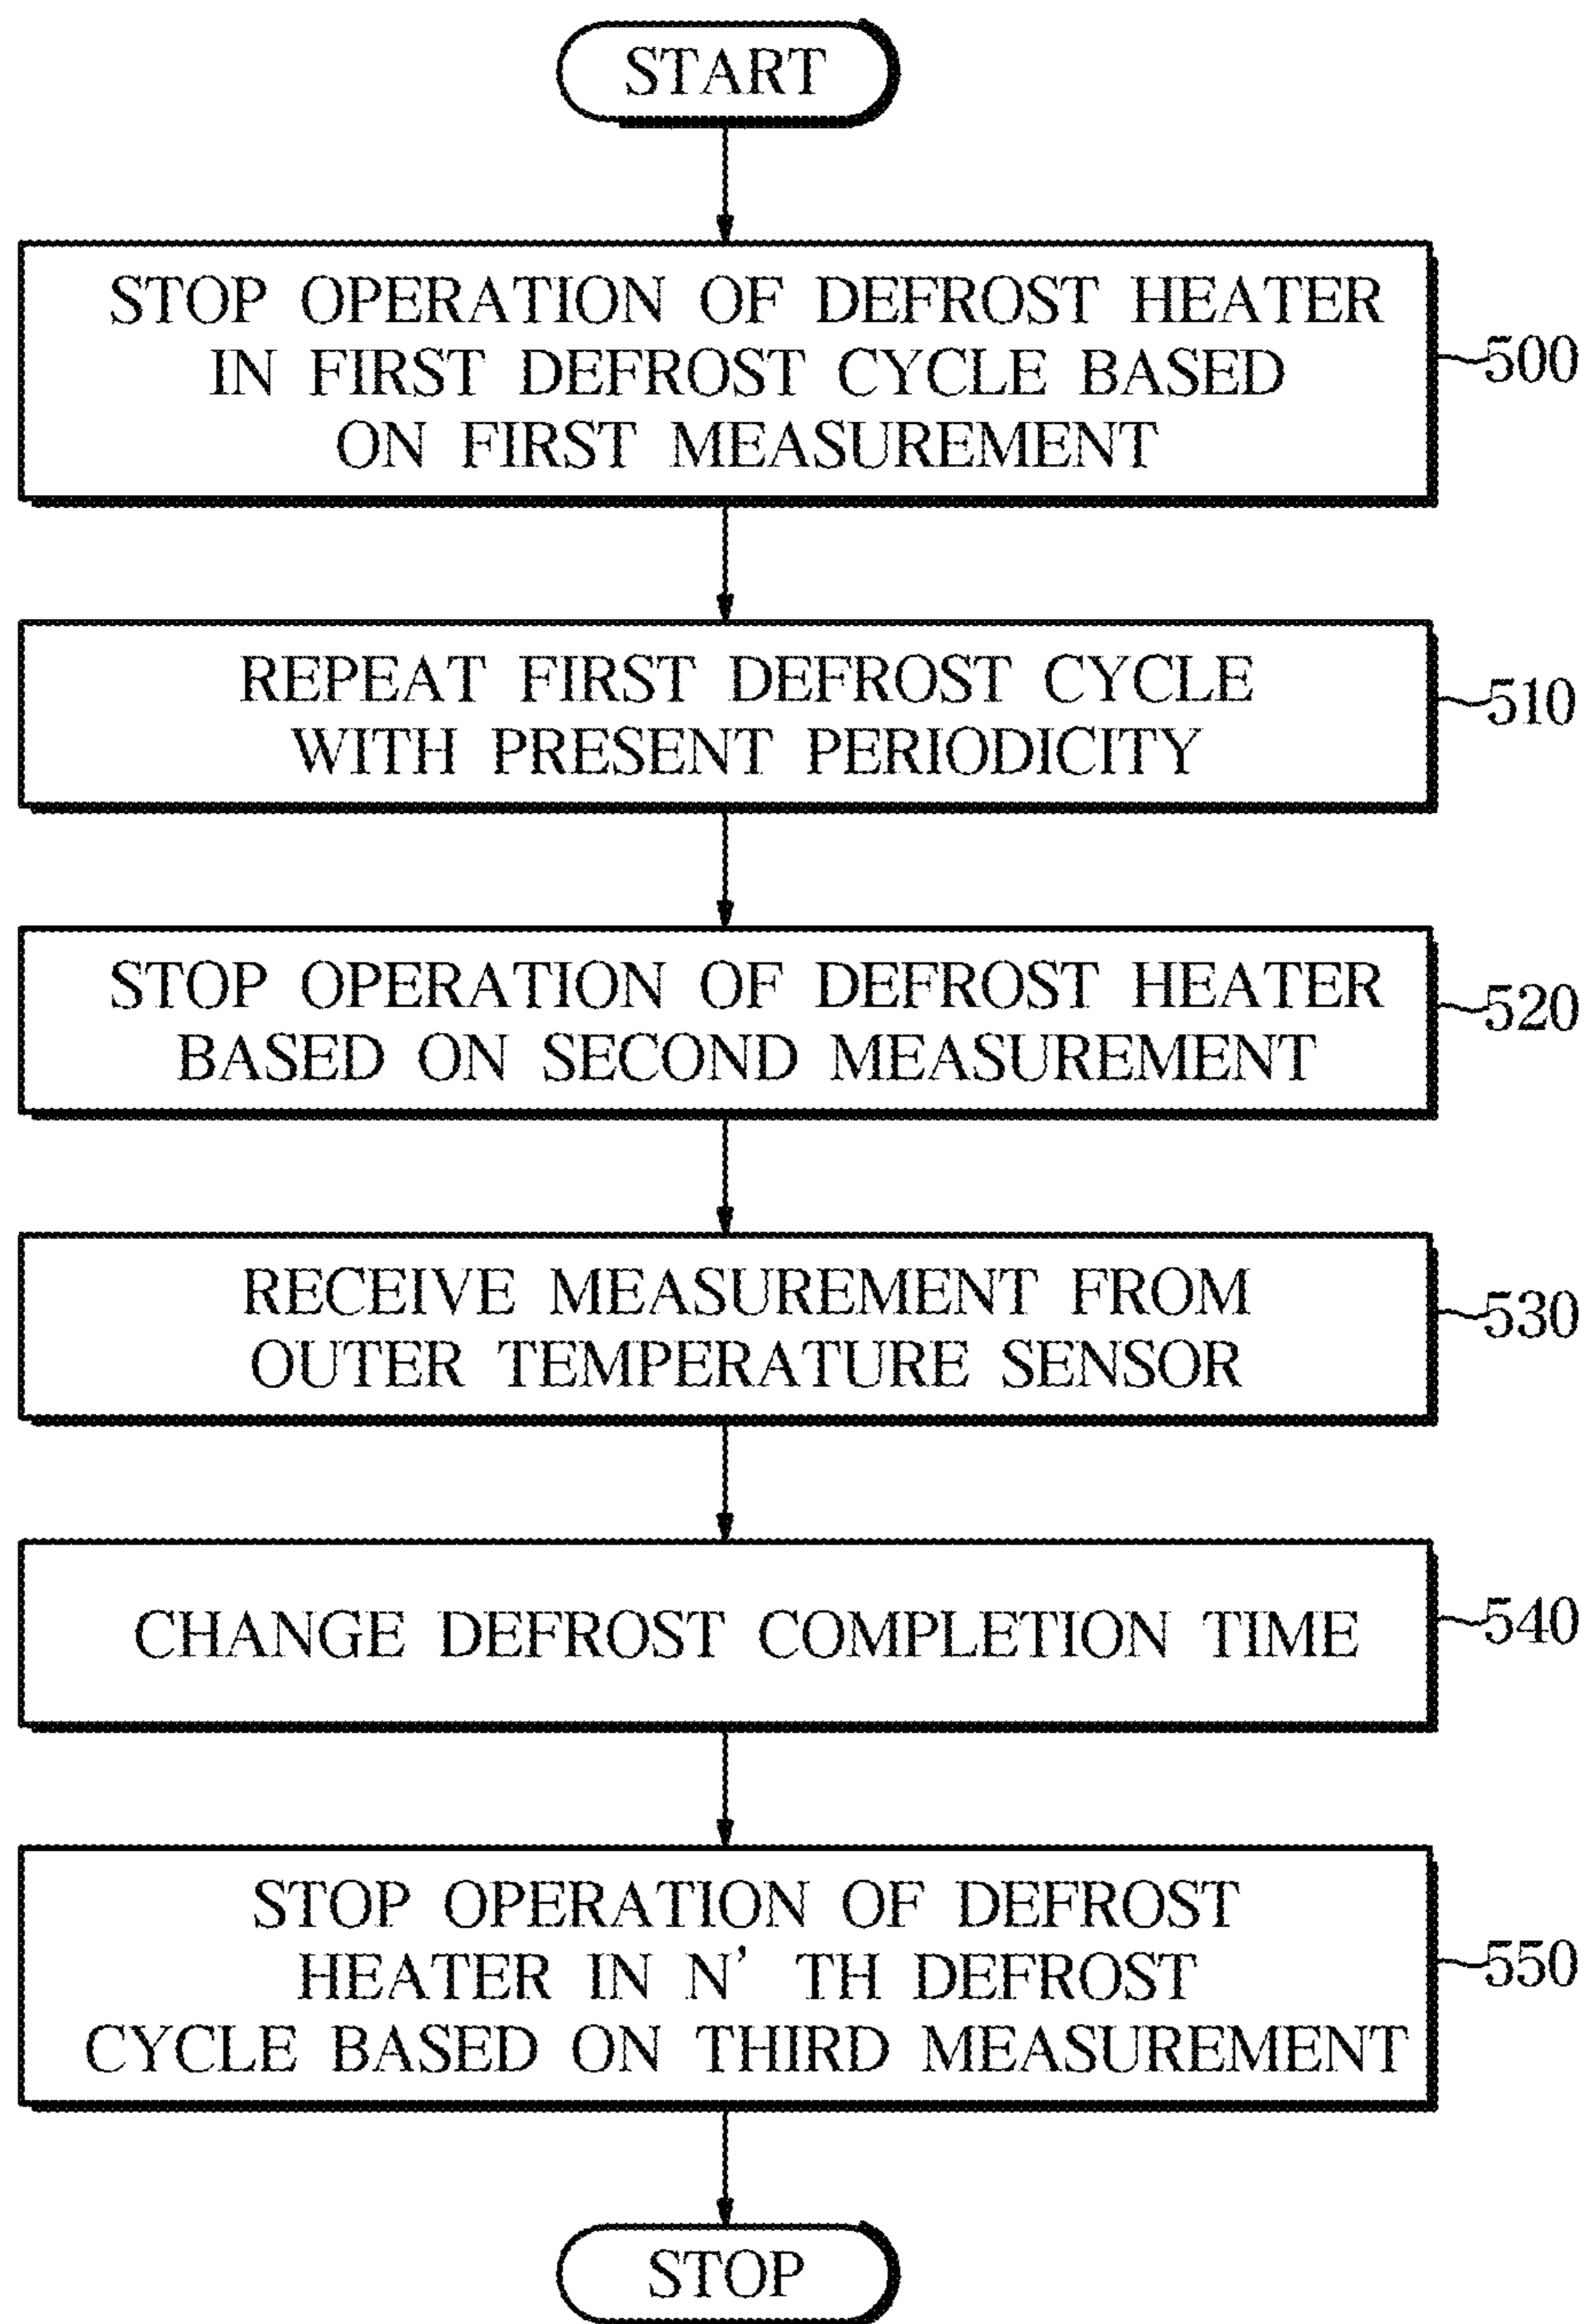 START
STOP OPERATION OF DEFROST HEATER
IN FIRST DEFROST CYCLE BASED
ON FIRST MEASUREMENT
500
REPEAT FIRST DEFROST CYCLE
WITH PRESENT PERIODICITY
510
STOP OPERATION OF DEFROST HEATER
BASED ON SECOND MEASUREMENT
520
RECEIVE MEASUREMENT FROM
OUTER TEMPERATURE SENSOR
530
CHANGE DEFROST COMPLETION TIME
540
STOP OPERATION OF DEFROST
HEATER IN N' TH DEFROST
CYCLE BASED ON THIRD MEASUREMENT
550
STOP